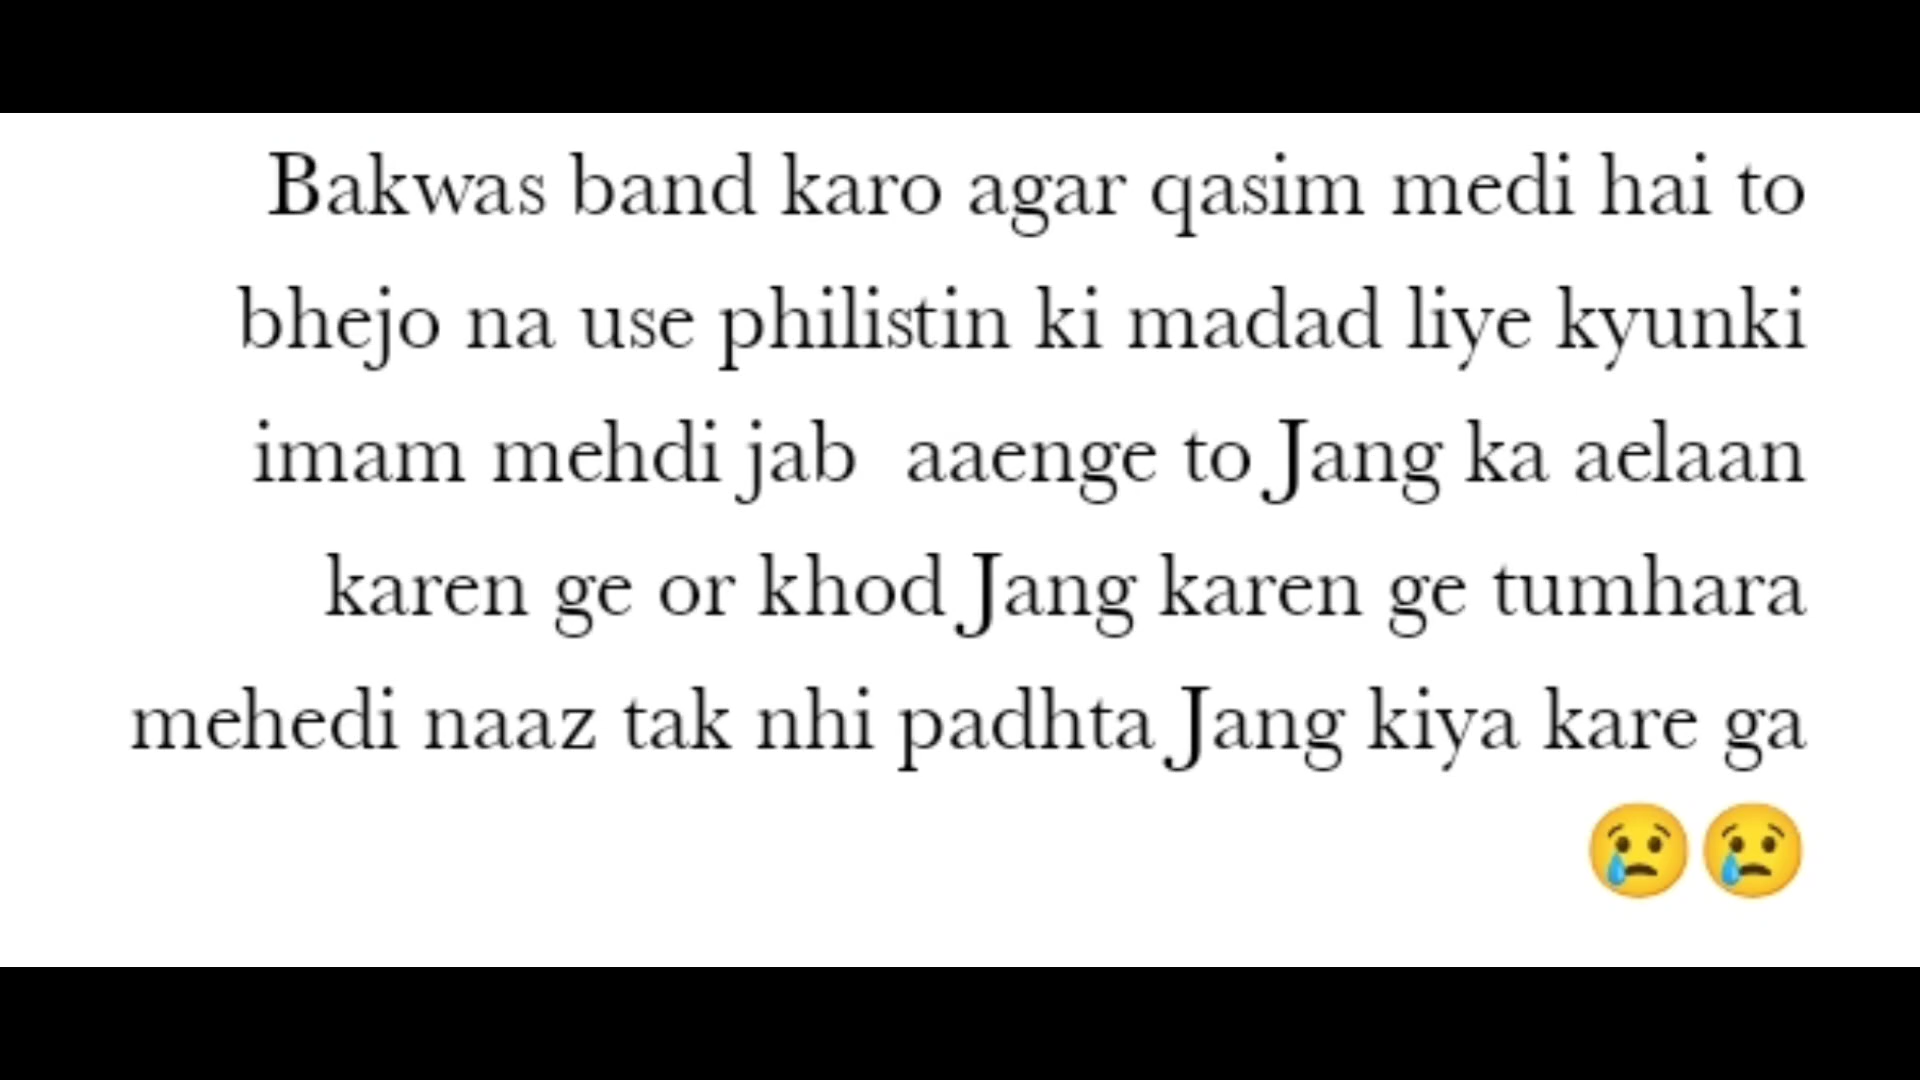 Bakwas band karo agar qasim medi hai to
bhejo na use philistin ki madad liye kyunki
imam mehdi jab  aaenge to Jang ka aelaan
karen ge or khod Jang karen ge tumhara
mehedi naaz tak nhi padhta Jang kiya kare ga
😢😢